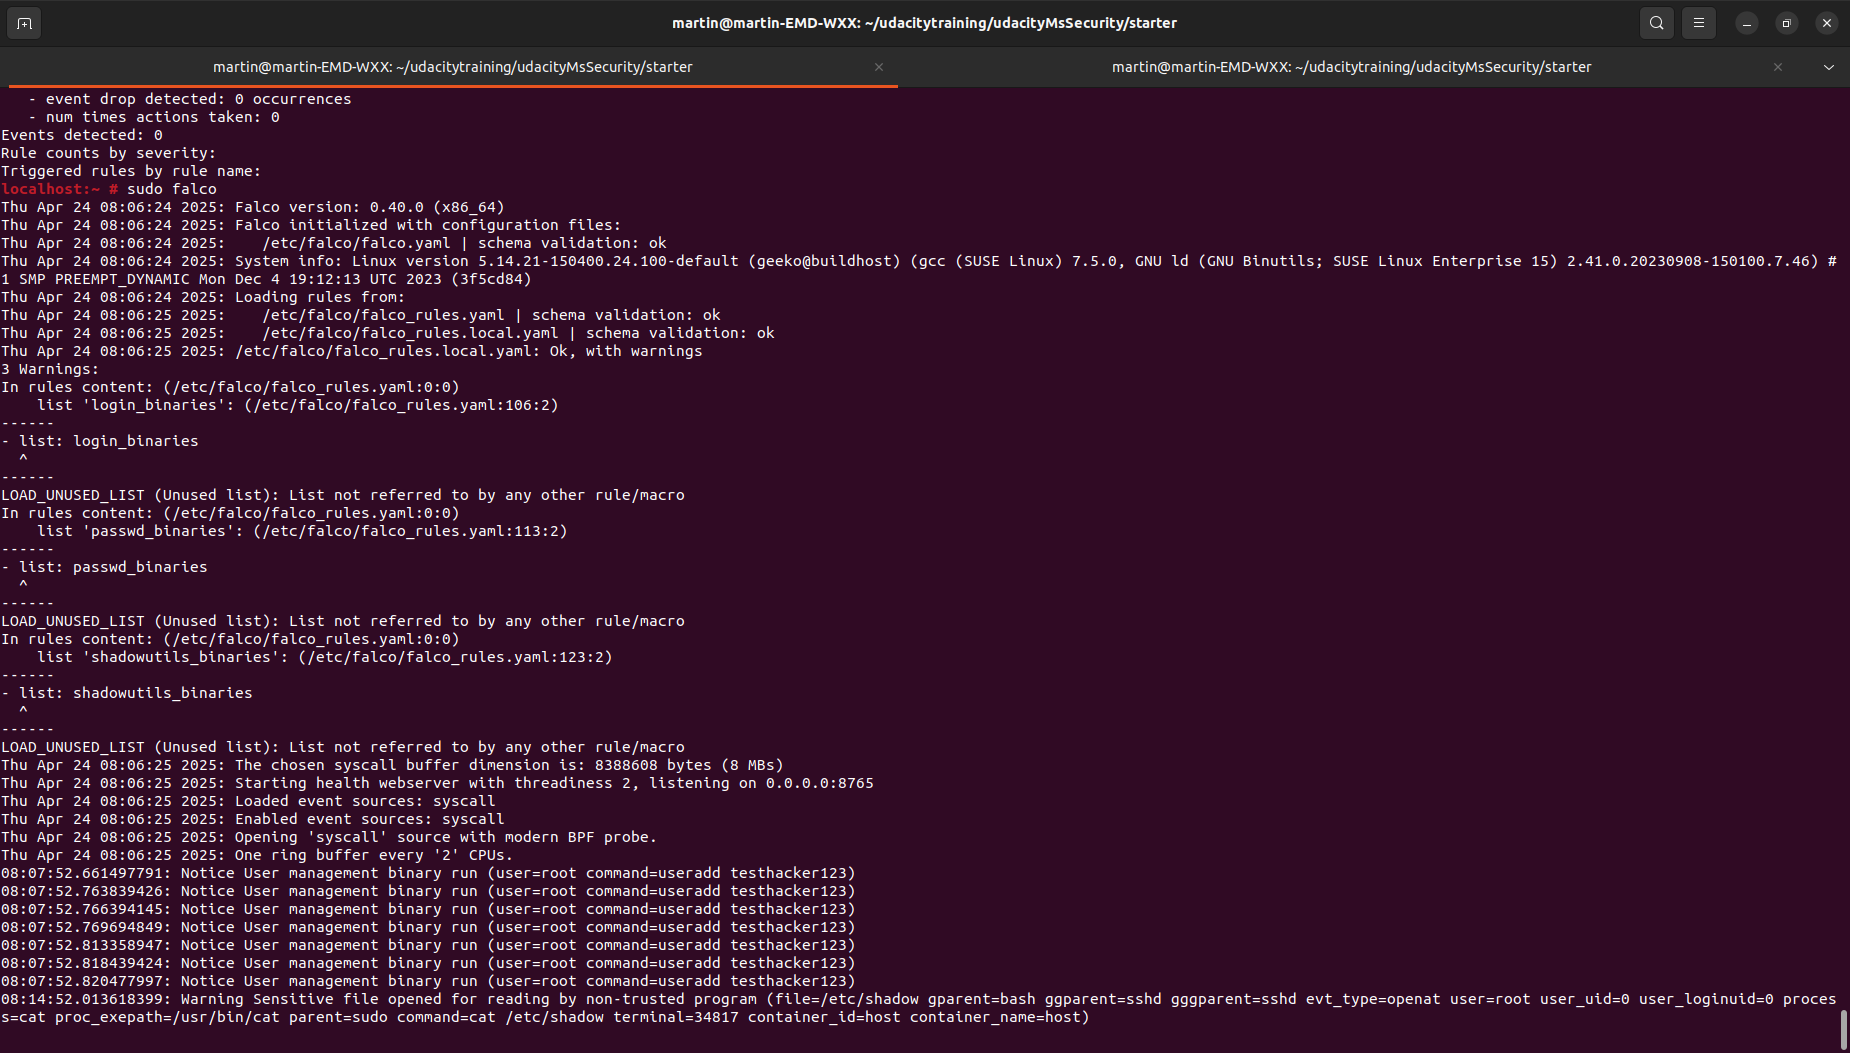 martin@martin-EMD-WXX: ~/udacitytraining/udacityMsSecurity/starter
martin@martin-EMD-WXX: ~/udacitytraining/udacityMsSecurity/starter
martin@martin-EMD-WXX: ~/udacitytraining/udacityMsSecurity/starter
   - event drop detected: 0 occurrences
   - num times actions taken: 0
Events detected: 0
Rule counts by severity:
Triggered rules by rule name:
localhost:~ # sudo falco
Thu Apr 24 08:06:24 2025: Falco version: 0.40.0 (x86_64)
Thu Apr 24 08:06:24 2025: Falco initialized with configuration files:
Thu Apr 24 08:06:24 2025:    /etc/falco/falco.yaml | schema validation: ok
Thu Apr 24 08:06:24 2025: System info: Linux version 5.14.21-150400.24.100-default (geeko@buildhost) (gcc (SUSE Linux) 7.5.0, GNU ld (GNU Binutils; SUSE Linux Enterprise 15) 2.41.0.20230908-150100.7.46) #
1 SMP PREEMPT_DYNAMIC Mon Dec 4 19:12:13 UTC 2023 (3f5cd84)
Thu Apr 24 08:06:24 2025: Loading rules from:
Thu Apr 24 08:06:25 2025:    /etc/falco/falco_rules.yaml | schema validation: ok
Thu Apr 24 08:06:25 2025:    /etc/falco/falco_rules.local.yaml | schema validation: ok
Thu Apr 24 08:06:25 2025: /etc/falco/falco_rules.local.yaml: Ok, with warnings
3 Warnings:
In rules content: (/etc/falco/falco_rules.yaml:0:0)
    list 'login_binaries': (/etc/falco/falco_rules.yaml:106:2)
------
- list: login_binaries
  ^
------
LOAD_UNUSED_LIST (Unused list): List not referred to by any other rule/macro
In rules content: (/etc/falco/falco_rules.yaml:0:0)
    list 'passwd_binaries': (/etc/falco/falco_rules.yaml:113:2)
------
- list: passwd_binaries
  ^
------
LOAD_UNUSED_LIST (Unused list): List not referred to by any other rule/macro
In rules content: (/etc/falco/falco_rules.yaml:0:0)
    list 'shadowutils_binaries': (/etc/falco/falco_rules.yaml:123:2)
------
- list: shadowutils_binaries
  ^
------
LOAD_UNUSED_LIST (Unused list): List not referred to by any other rule/macro
Thu Apr 24 08:06:25 2025: The chosen syscall buffer dimension is: 8388608 bytes (8 MBs)
Thu Apr 24 08:06:25 2025: Starting health webserver with threadiness 2, listening on 0.0.0.0:8765
Thu Apr 24 08:06:25 2025: Loaded event sources: syscall
Thu Apr 24 08:06:25 2025: Enabled event sources: syscall
Thu Apr 24 08:06:25 2025: Opening 'syscall' source with modern BPF probe.
Thu Apr 24 08:06:25 2025: One ring buffer every '2' CPUs.
08:07:52.661497791: Notice User management binary run (user=root command=useradd testhacker123)
08:07:52.763839426: Notice User management binary run (user=root command=useradd testhacker123)
08:07:52.766394145: Notice User management binary run (user=root command=useradd testhacker123)
08:07:52.769694849: Notice User management binary run (user=root command=useradd testhacker123)
08:07:52.813358947: Notice User management binary run (user=root command=useradd testhacker123)
08:07:52.818439424: Notice User management binary run (user=root command=useradd testhacker123)
08:07:52.820477997: Notice User management binary run (user=root command=useradd testhacker123)
08:14:52.013618399: Warning Sensitive file opened for reading by non-trusted program (file=/etc/shadow gparent=bash ggparent=sshd gggparent=sshd evt_type=openat user=root user_uid=0 user_loginuid=0 proces
s=cat proc_exepath=/usr/bin/cat parent=sudo command=cat /etc/shadow terminal=34817 container_id=host container_name=host)